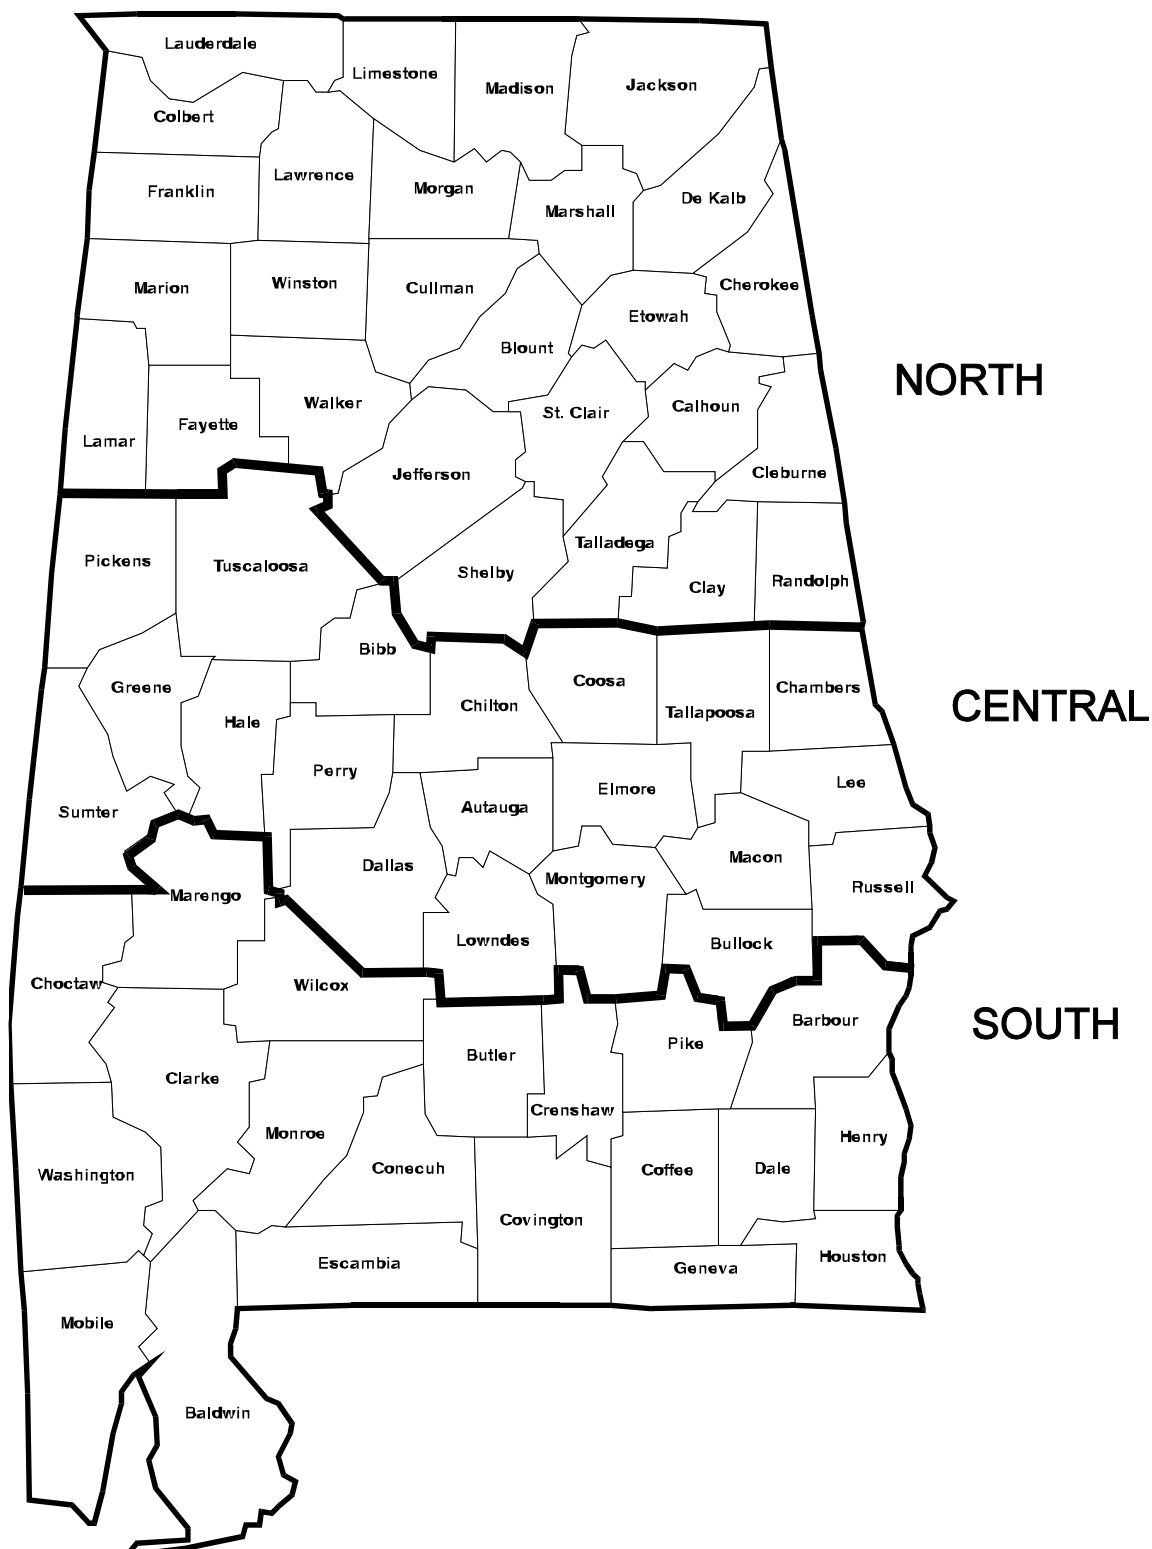 Lauderdale
Limestone
Madison
Jackson
Colbert
Lawrence
Franklin
Morgan
De Kalb
Marshall
Marion
Winston
Cullman
Cherokee
Etowah
Blount
NORTH
Walker
St. Clair
Calhoun
Fayette
Lamar
Jefferson
Cleburne
Talladega
Pickens
Tuscaloosa
Shelby
Clay
Randolph
Bibb
Greene
Coosa
Chambers
Hale
Chilton
Tallapoosa
CENTRAL
Perry
Elmore
Lee
Sumter
Autauga
Dallas
Macon
Montgomery
Russell
Marengo
Lowndes
Bullock
Choctaw
Wilcox
SOUTH
Barbour
Butler
Pike
Clarke
Crenshaw
Monroe
Henry
Washington
Conecuh
Coffee
Dale
Covington
Escambia
Geneva
Houston
Mobile
Baldwin